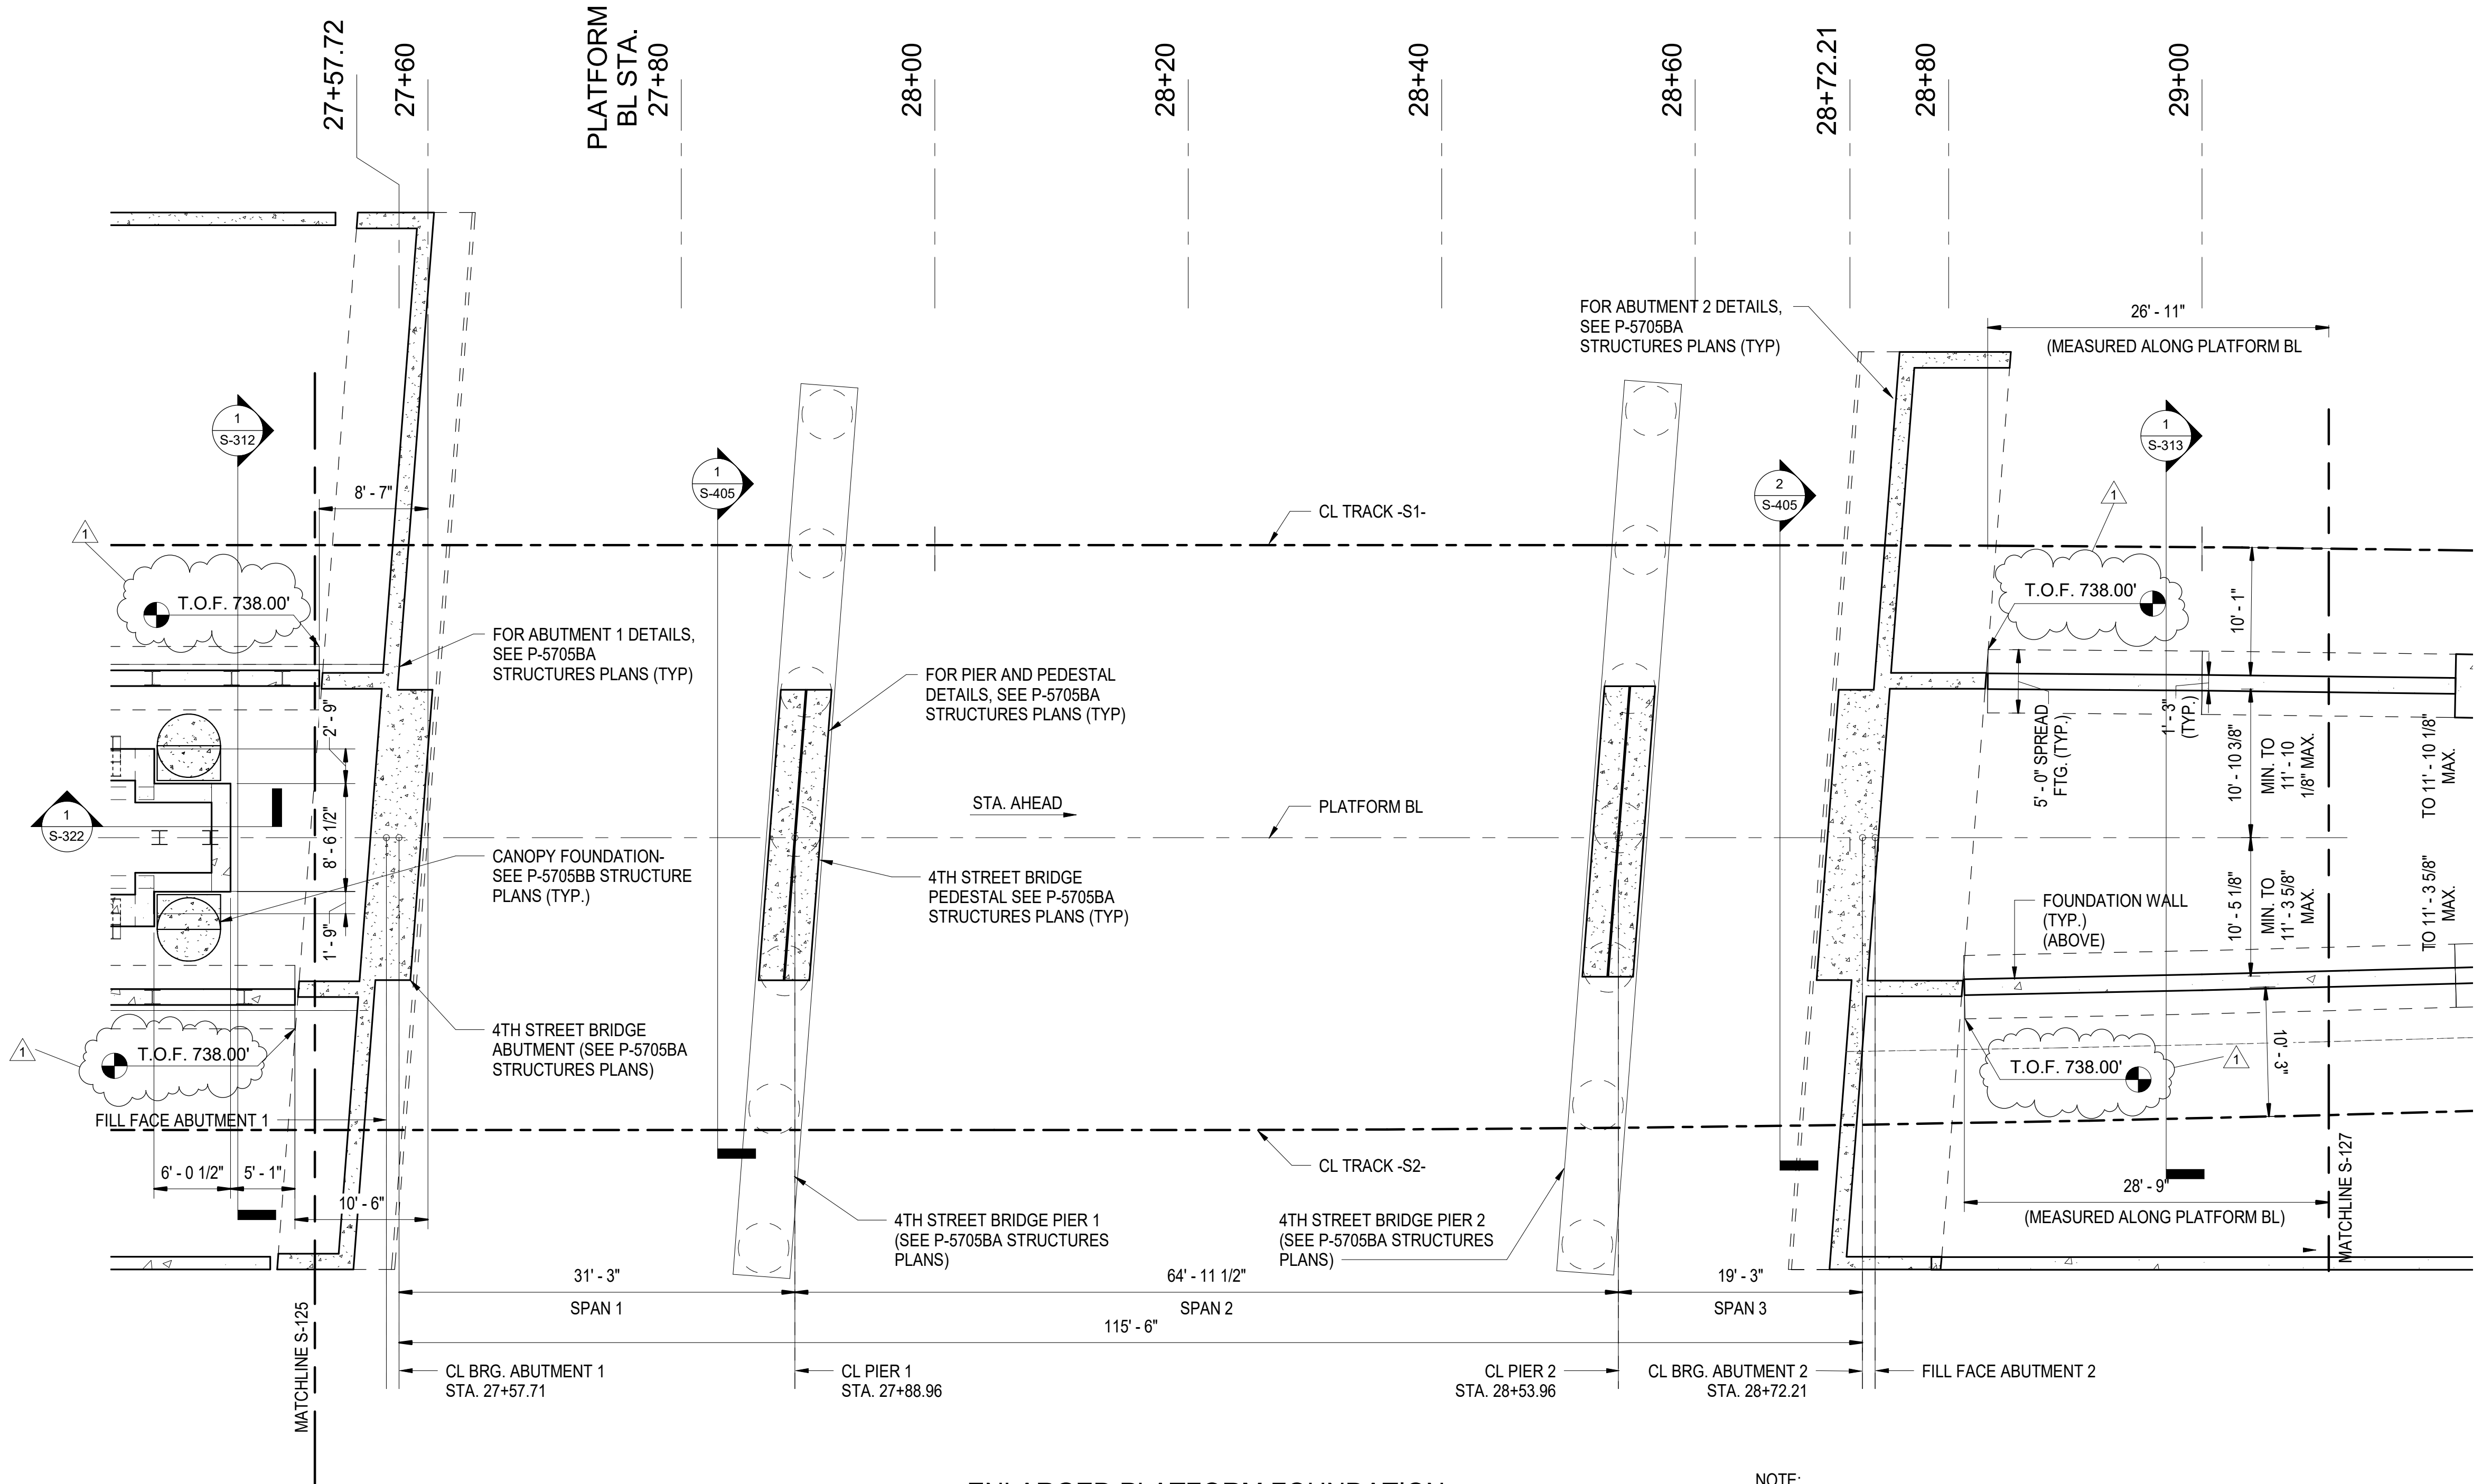 27+57.72
27+60
PLATFORM
BL STA.
27+80
28+00
28+20
28+40
28+60
28+72.21
28+80
29+00
FOR ABUTMENT 2 DETAILS,
SEE P-5705BA
STRUCTURES PLANS (TYP)
26' - 11"
(MEASURED ALONG PLATFORM BL
1
S-312
1
S-405
2
S-405
1
S-313
8' - 7"
1
1
CL TRACK -S1-
T.O.F. 738.00'
T.O.F. 738.00'
10' - 1"
FOR ABUTMENT 1 DETAILS,
SEE P-5705BA
STRUCTURES PLANS (TYP)
FOR PIER AND PEDESTAL
DETAILS, SEE P-5705BA
STRUCTURES PLANS (TYP)
2' - 9"
8' - 6 1/2"
1' - 9"
5' - 0" SPREAD
FTG. (TYP.)
1' - 3"
(TYP.)
10' - 10 3/8"
MIN. TO
11' - 10
1/8" MAX.
TO 11' - 10 1/8"
MAX.
1
S-322
STA. AHEAD
PLATFORM BL
CANOPY FOUNDATION-
SEE P-5705BB STRUCTURE
PLANS (TYP.)
4TH STREET BRIDGE
PEDESTAL SEE P-5705BA
STRUCTURES PLANS (TYP)
FOUNDATION WALL
(TYP.)
(ABOVE)
10' - 5 1/8"
MIN. TO
11' - 3 5/8"
MAX.
TO 11' - 3 5/8"
MAX.
4TH STREET BRIDGE
ABUTMENT (SEE P-5705BA
STRUCTURES PLANS)
1
T.O.F. 738.00'
T.O.F. 738.00'
1
10' - 3"
FILL FACE ABUTMENT 1
CL TRACK -S2-
6' - 0 1/2"
5' - 1"
10' - 6"
28' - 9"
(MEASURED ALONG PLATFORM BL)
MATCHLINE S-127
4TH STREET BRIDGE PIER 1
(SEE P-5705BA STRUCTURES
PLANS)
4TH STREET BRIDGE PIER 2
(SEE P-5705BA STRUCTURES
PLANS)
31' - 3"
SPAN 1
64' - 11 1/2"
SPAN 2
19' - 3"
SPAN 3
115' - 6"
MATCHLINE S-125
CL BRG. ABUTMENT 1
STA. 27+57.71
CL PIER 1
STA. 27+88.96
CL PIER 2
STA. 28+53.96
CL BRG. ABUTMENT 2
STA. 28+72.21
FILL FACE ABUTMENT 2
ENLARGED PLATFORM FOUNDATION
NOTE: